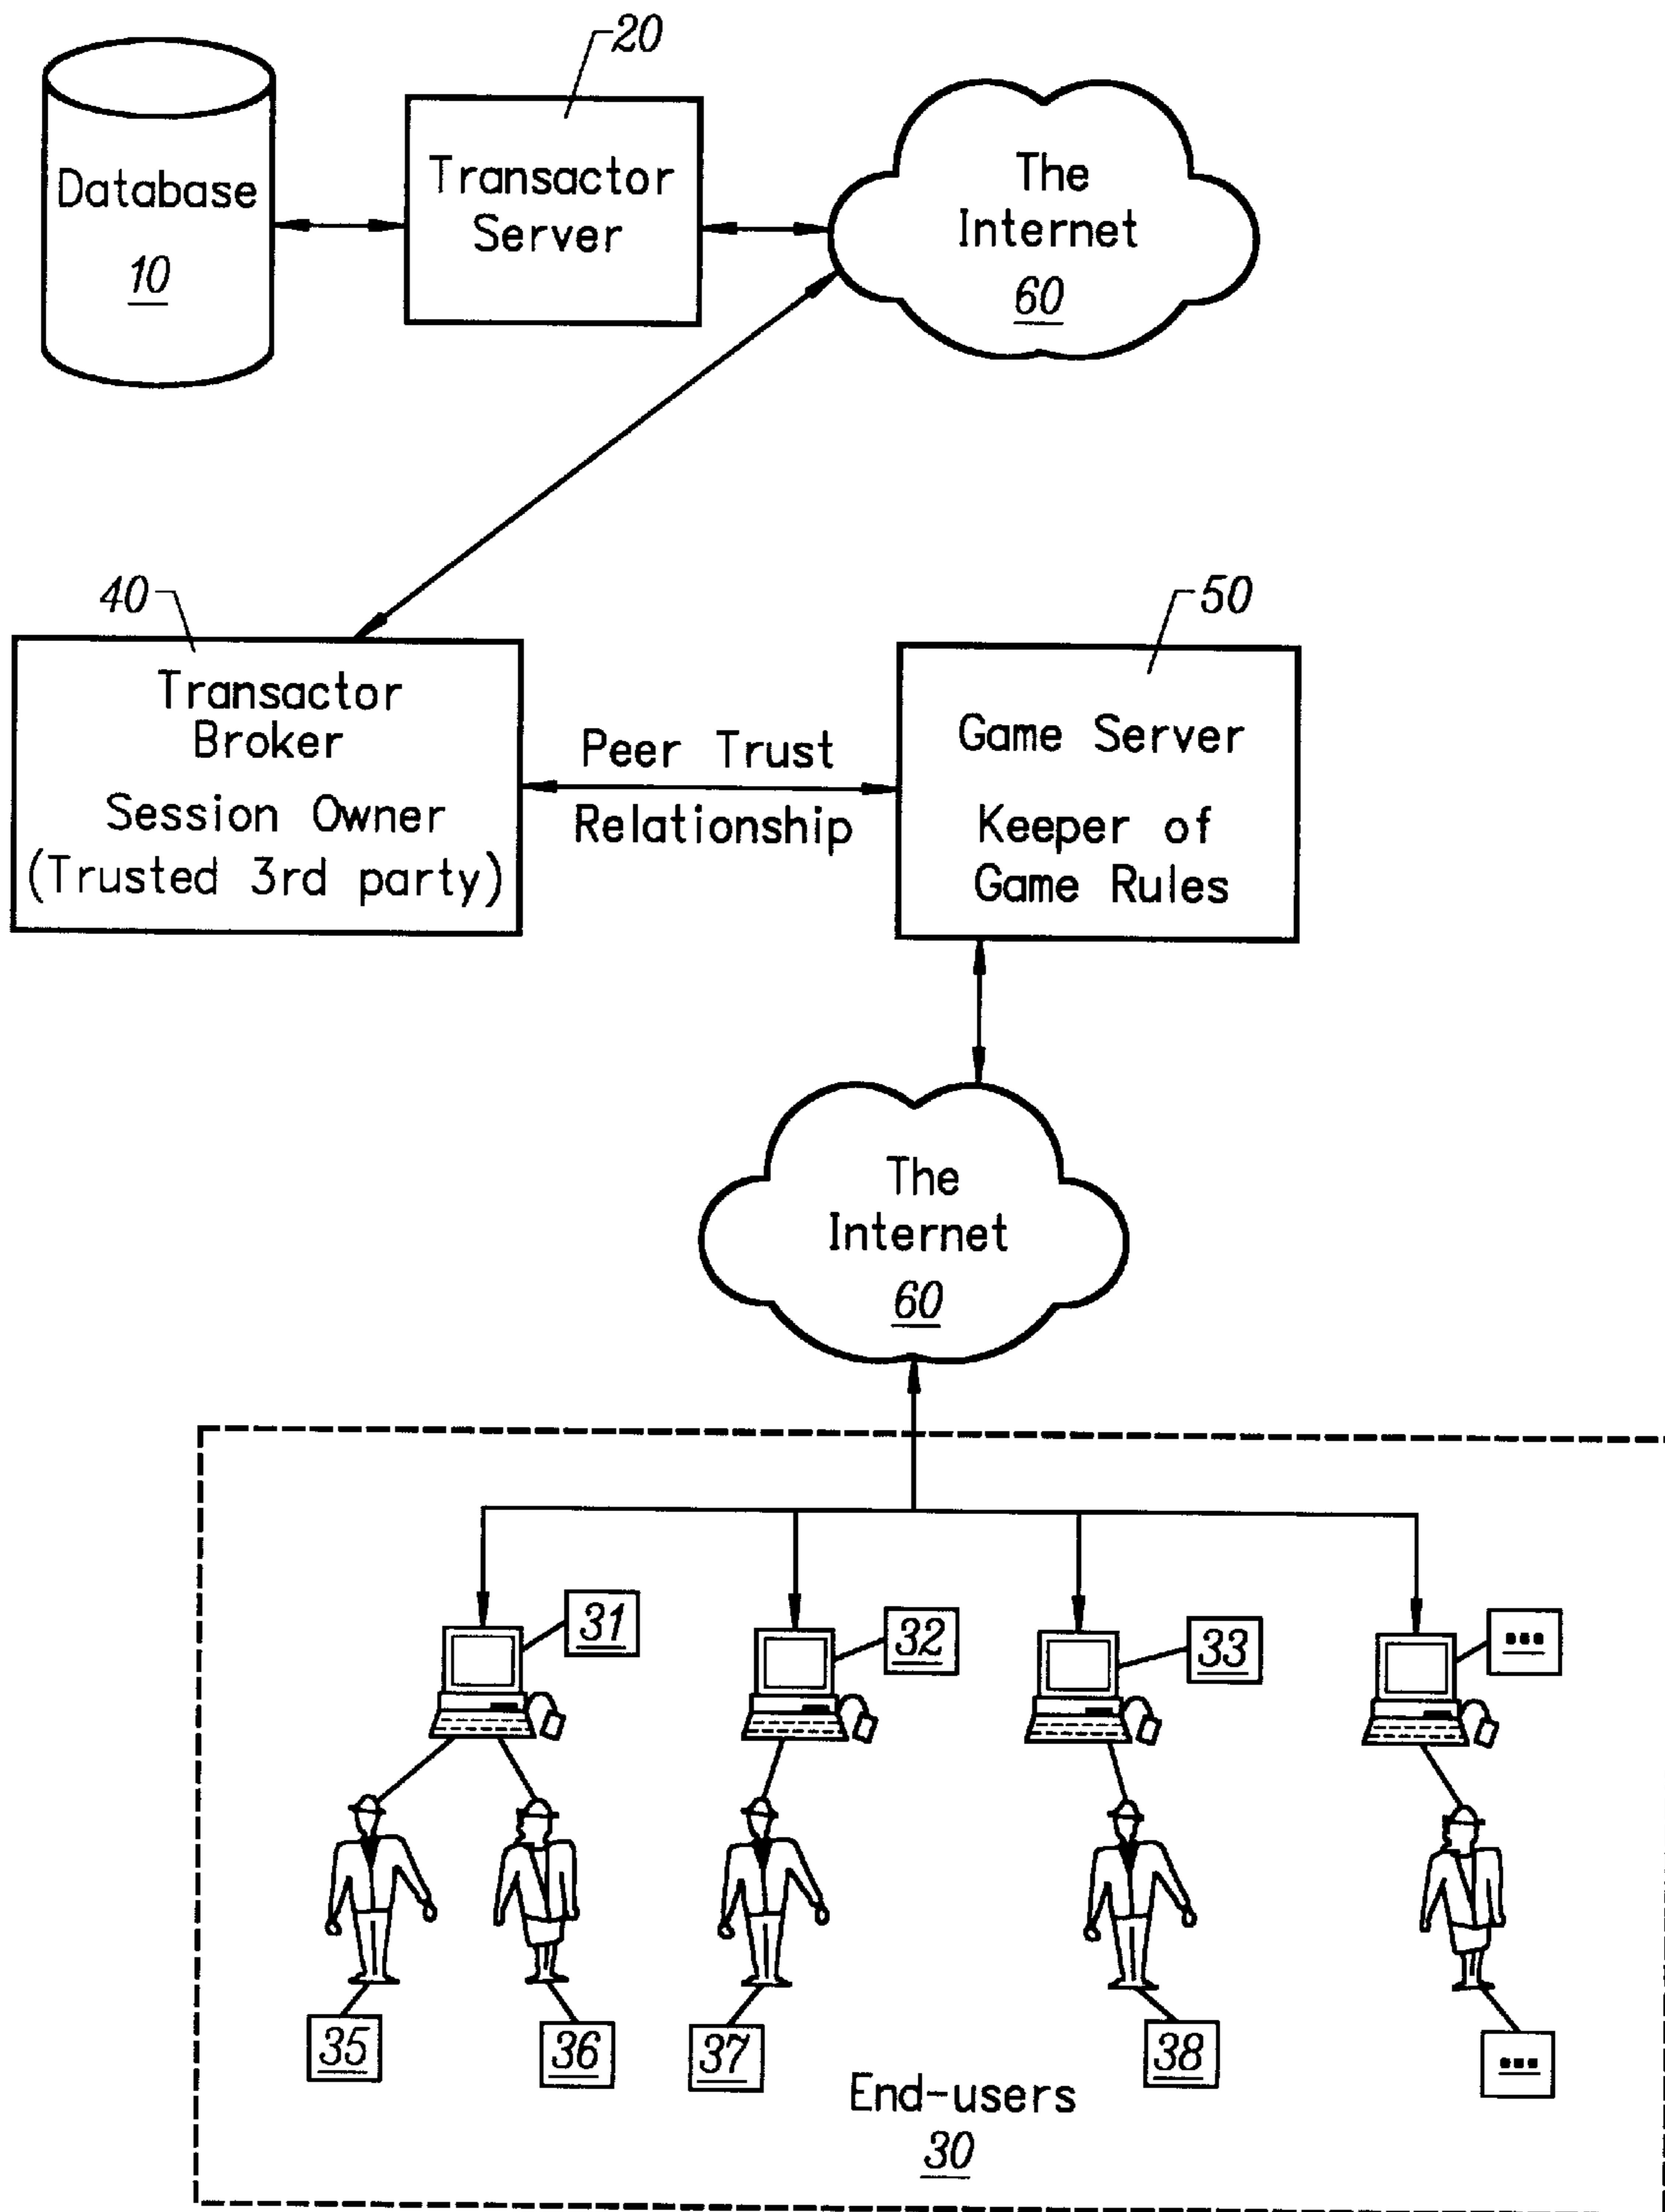 20
Database
10
Transactor
Server
The
Internet
60
40
Transactor
Broker
Session Owner
(Trusted 3rd party)
Peer Trust
Relationship
50
Game Server
Keeper of
Game Rules
The
Internet
60
31
32
33
...
35
36
37
38
...
End-users
30